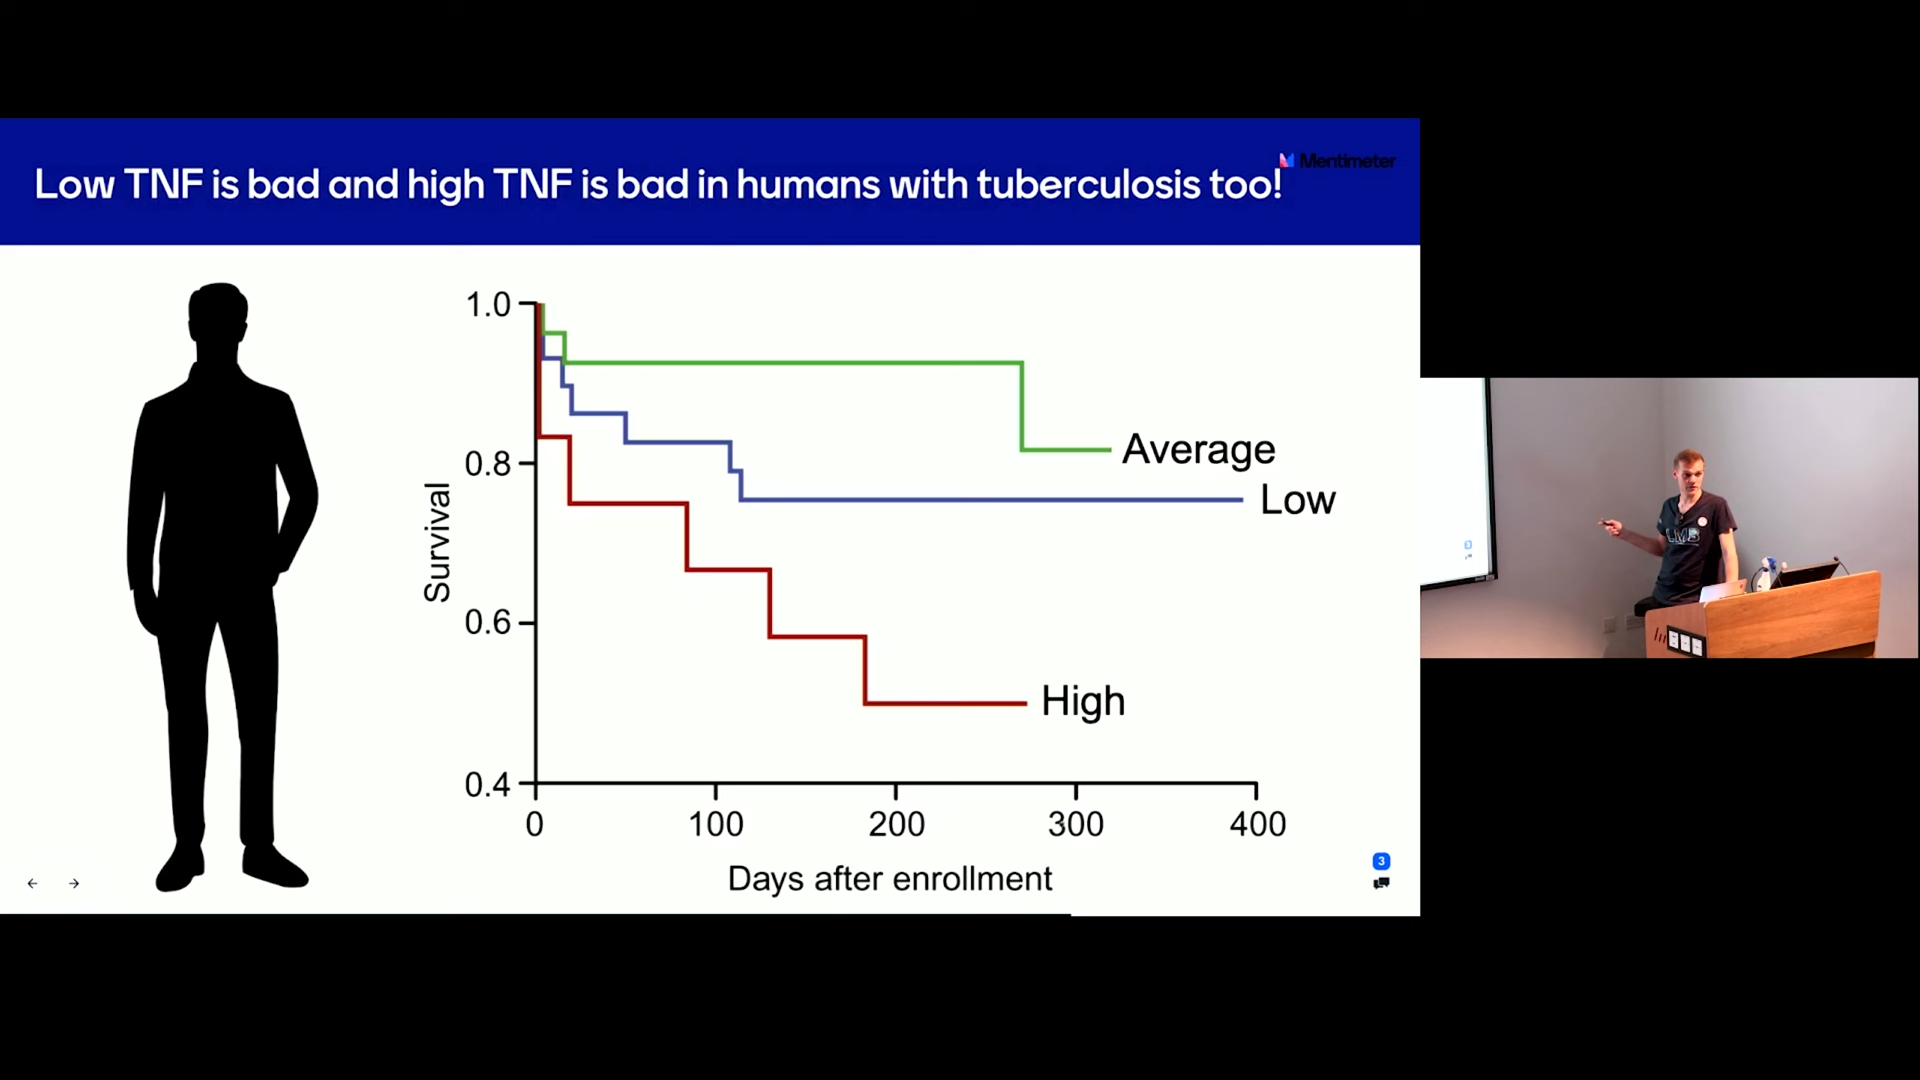 Low TNF is bad and high TNF is bad in humans with tuberculosis too!
Mentimeter
1.0
0.8
0.6
0.4
Survival
Average
Low
High
0
100
200
300
400
Days after enrollment
3
LMB